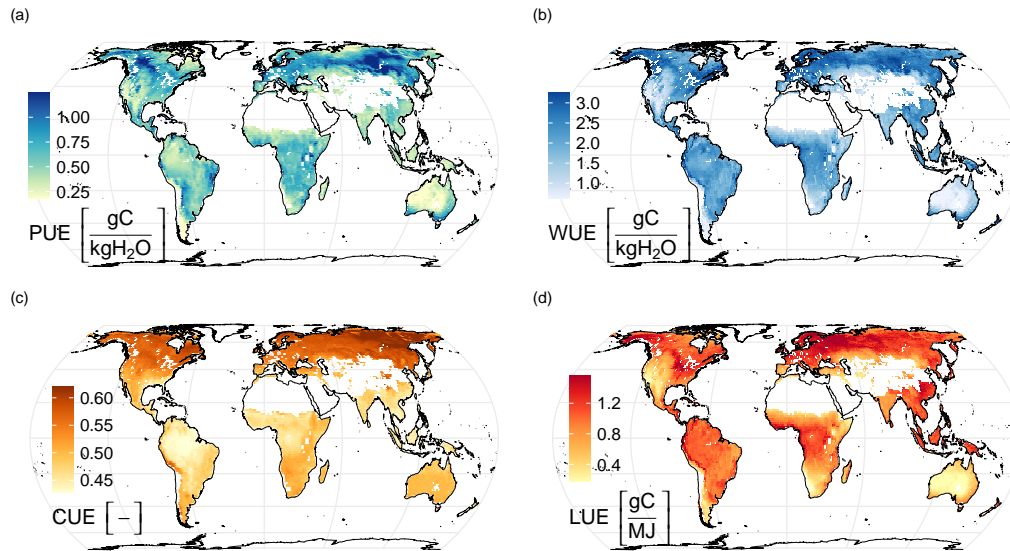 (a)
1.00
0.75
0.50
0.25
PUE [gC/kgH₂O]
(b)
3.0
2.5
2.0
1.5
1.0
WUE [gC/kgH₂O]
(c)
0.60
0.55
0.50
0.45
CUE [−]
(d)
1.2
0.8
0.4
LUE [gC/MJ]